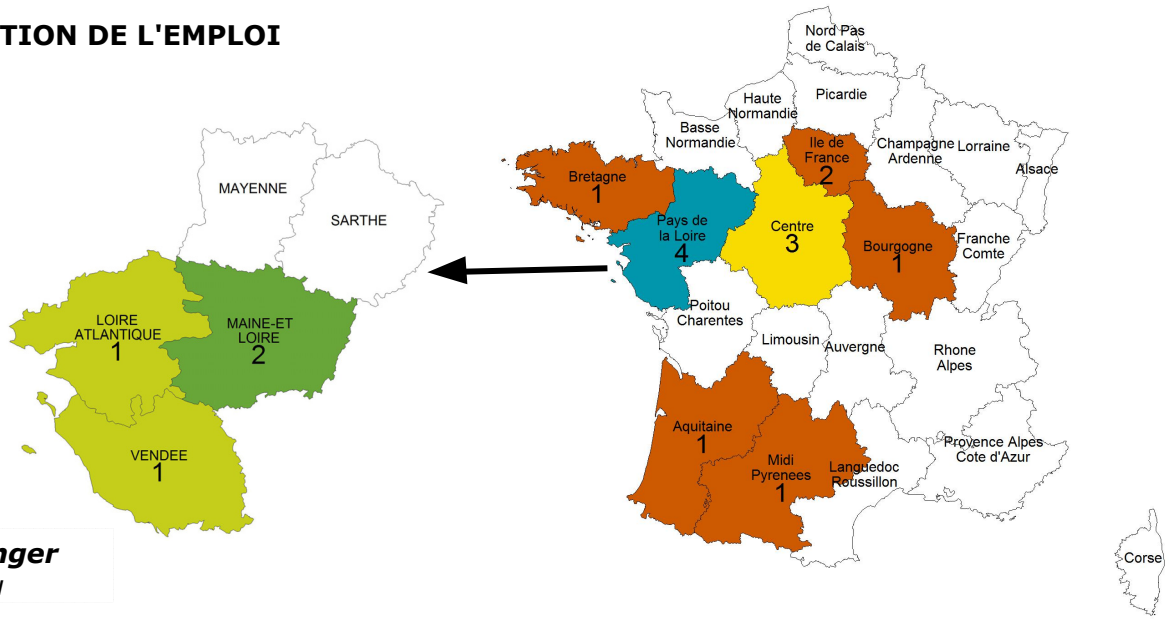 TION DE L'EMPLOI
MAYENNE
SARTHE
LOIRE
ATLANTIQUE
1
MAINE-ET
LOIRE
2
VENDEE
1
nger
Nord Pas
de Calais
Picardie
Haute
Normandie
Basse
Normandie
Ile de
France
2
Champagne
Ardenne
Lorraine
Alsace
Bretagne
1
Pays de
la Loire
4
Centre
3
Bourgogne
1
Franche
Comte
Poitou
Charentes
Limousin
Auvergne
Rhone
Alpes
Aquitaine
1
Midi
Pyrenees
1
Languedoc
Roussillon
Provence Alpes
Cote d'Azur
Corse